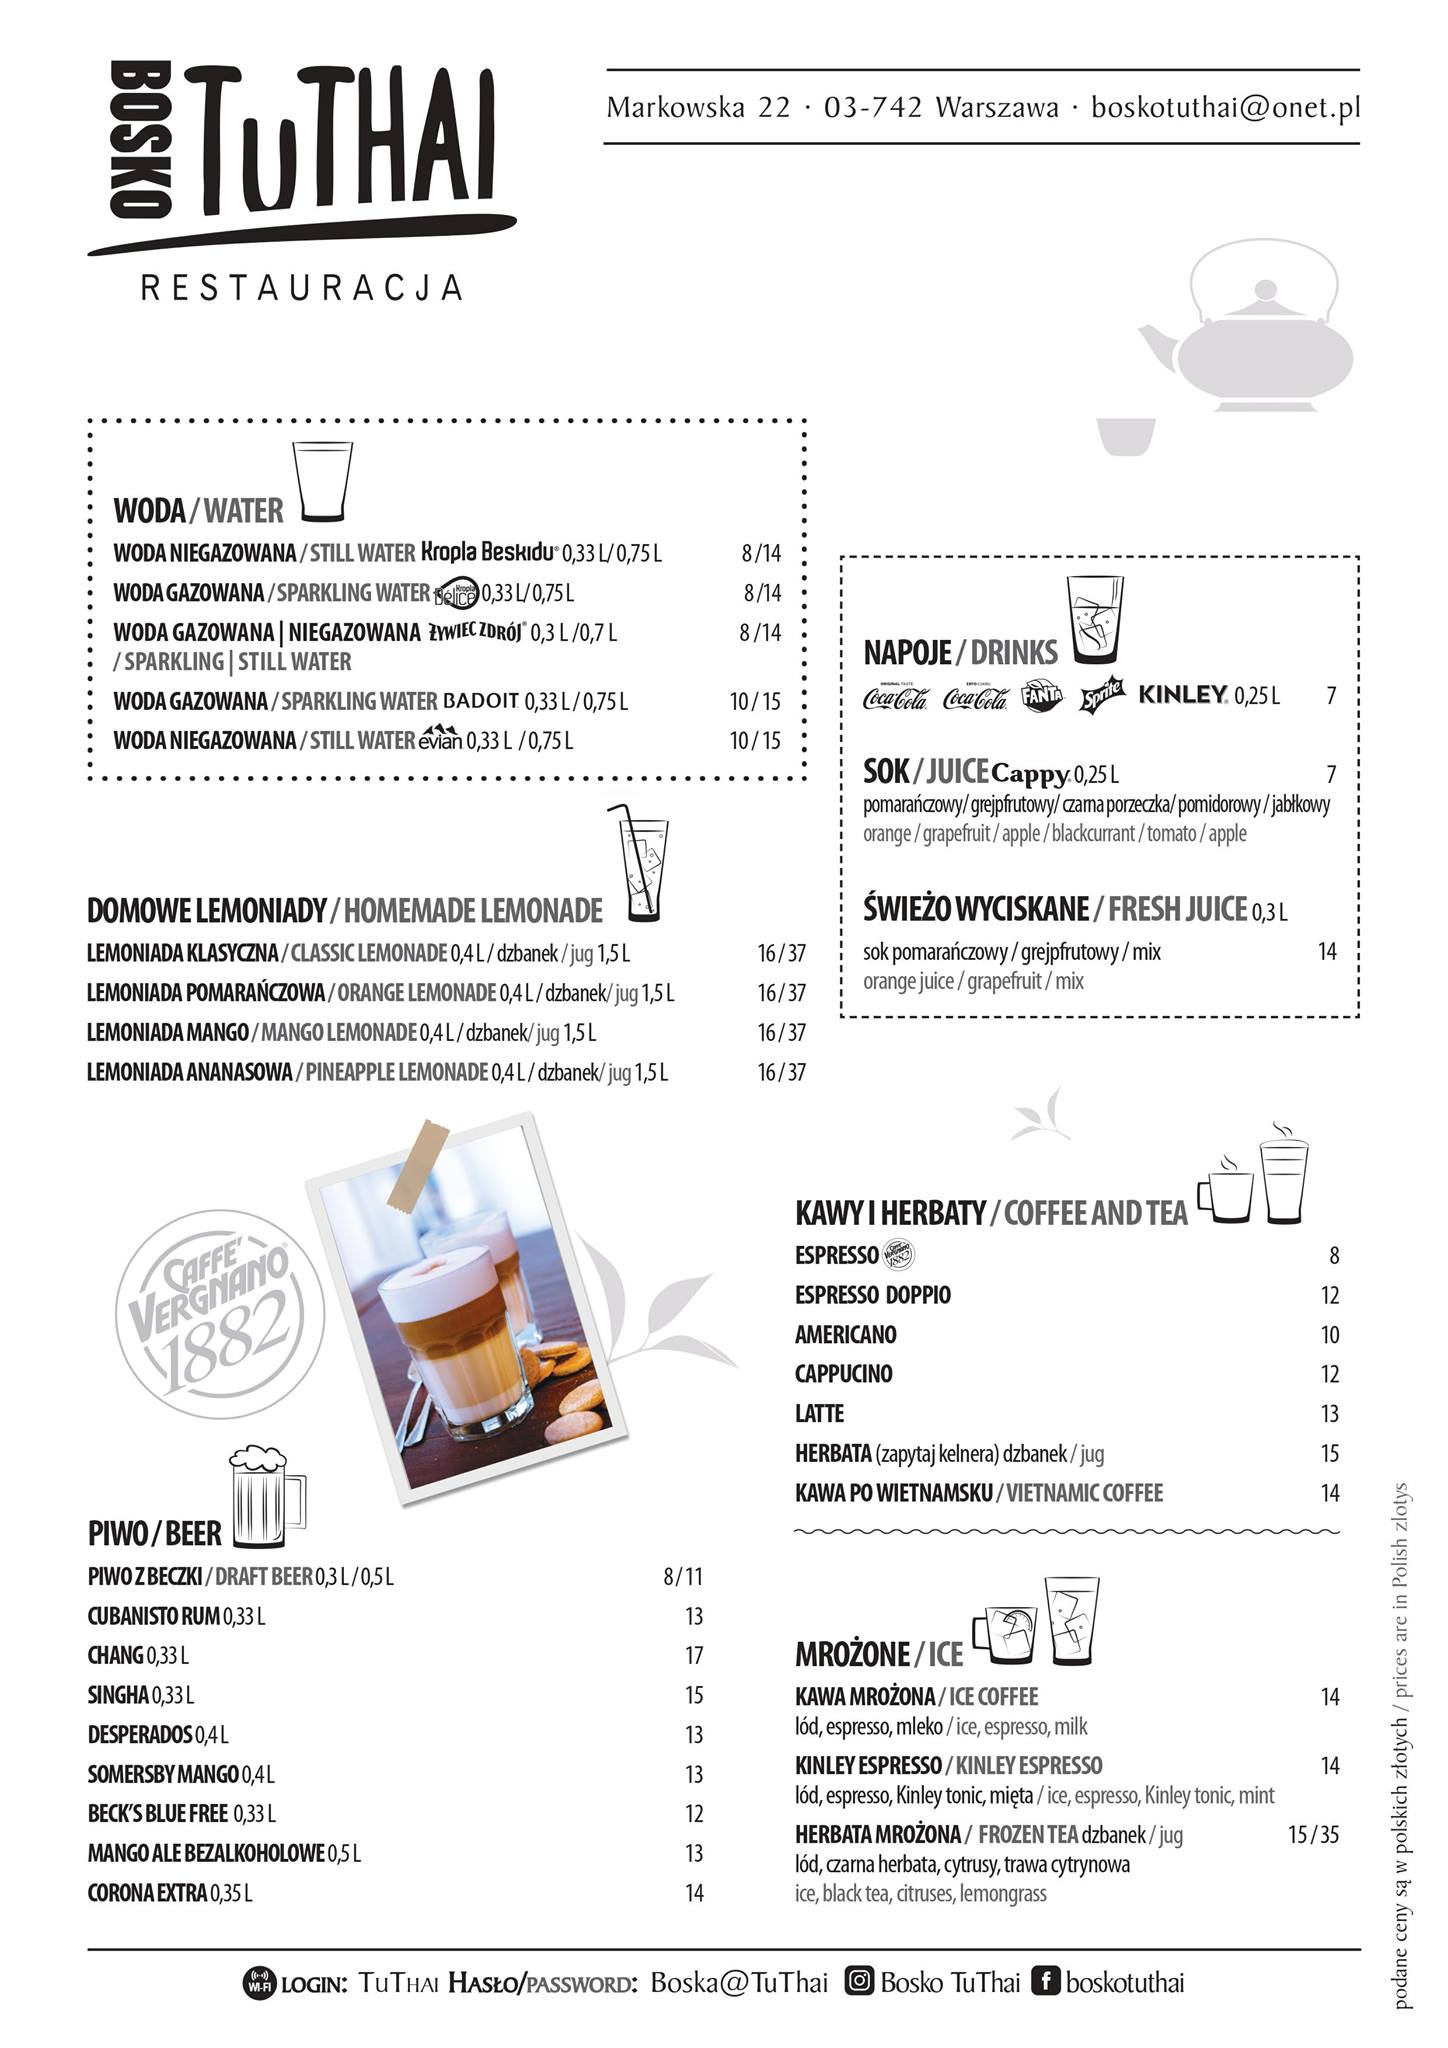 BOSKO TuTHAI
RESTAURACJA
Markowska 22 · 03-742 Warszawa · boskotuthai@onet.pl
WODA / WATER
WODA NIEGAZOWANA / STILL WATER Kropla Beskidu® 0,33 L / 0,75 L 8 / 14
WODA GAZOWANA / SPARKLING WATER Kropla Délice 0,33 L / 0,75 L 8 / 14
WODA GAZOWANA | NIEGAZOWANA ŻYWIEC ZDRÓJ® 0,3 L / 0,7 L 8 / 14
/ SPARKLING | STILL WATER
WODA GAZOWANA / SPARKLING WATER BADOIT 0,33 L / 0,75 L 10 / 15
WODA NIEGAZOWANA / STILL WATER evian 0,33 L / 0,75 L 10 / 15
NAPOJE / DRINKS
ORIGINAL TASTE Coca-Cola ZERO CUKRU Coca-Cola FANTA Sprite KINLEY 0,25 L 7
SOK / JUICE Cappy 0,25 L 7
pomarańczowy / grejpfrutowy / czarna porzeczka / pomidorowy / jabłkowy
orange / grapefruit / apple / blackcurrant / tomato / apple
ŚWIEŻO WYCISKANE / FRESH JUICE 0,3 L
sok pomarańczowy / grejpfrutowy / mix 14
orange juice / grapefruit / mix
DOMOWE LEMONIADY / HOMEMADE LEMONADE
LEMONIADA KLASYCZNA / CLASSIC LEMONADE 0,4 L / dzbanek / jug 1,5 L 16 / 37
LEMONIADA POMARAŃCZOWA / ORANGE LEMONADE 0,4 L / dzbanek / jug 1,5 L 16 / 37
LEMONIADA MANGO / MANGO LEMONADE 0,4 L / dzbanek / jug 1,5 L 16 / 37
LEMONIADA ANANASOWA / PINEAPPLE LEMONADE 0,4 L / dzbanek / jug 1,5 L 16 / 37
CAFFE' VERGNANO® 1882
KAWY I HERBATY / COFFEE AND TEA
ESPRESSO Caffè VERGNANO 1882 8
ESPRESSO DOPPIO 12
AMERICANO 10
CAPPUCINO 12
LATTE 13
HERBATA (zapytaj kelnera) dzbanek / jug 15
KAWA PO WIETNAMSKU / VIETNAMIC COFFEE 14
PIWO / BEER
PIWO Z BECZKI / DRAFT BEER 0,3 L / 0,5 L 8 / 11
CUBANISTO RUM 0,33 L 13
CHANG 0,33 L 17
SINGHA 0,33 L 15
DESPERADOS 0,4 L 13
SOMERSBY MANGO 0,4 L 13
BECK'S BLUE FREE 0,33 L 12
MANGO ALE BEZALKOHOLOWE 0,5 L 13
CORONA EXTRA 0,35 L 14
MROŻONE / ICE
KAWA MROŻONA / ICE COFFEE 14
lód, espresso, mleko / ice, espresso, milk
KINLEY ESPRESSO / KINLEY ESPRESSO 14
lód, espresso, Kinley tonic, mięta / ice, espresso, Kinley tonic, mint
HERBATA MROŻONA / FROZEN TEA dzbanek / jug 15 / 35
lód, czarna herbata, cytrusy, trawa cytrynowa
ice, black tea, citruses, lemongrass
podane ceny są w polskich złotych / prices are in Polish zlotys
WI-FI LOGIN: TuThai Hasło/password: Boska@TuThai Bosko TuThai f boskotuthai